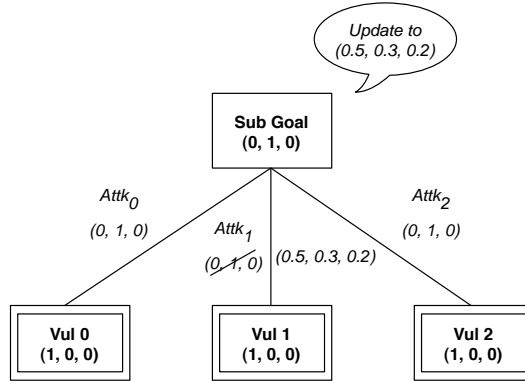 Update to
(0.5, 0.3, 0.2)
Sub Goal
(0, 1, 0)
Attk0
(0, 1, 0)
Attk1
(0, 1, 0)
(0.5, 0.3, 0.2)
Attk2
(0, 1, 0)
Vul 0
(1, 0, 0)
Vul 1
(1, 0, 0)
Vul 2
(1, 0, 0)